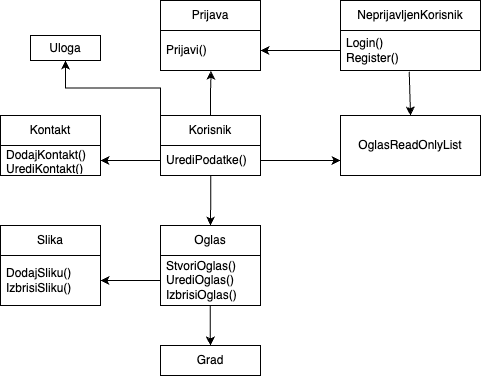 Prijava
Prijavi()
NeprijavljenKorisnik
Login()
Register()
Uloga
Kontakt
DodajKontakt()
UrediKontakt()
Korisnik
UrediPodatke()
OglasReadOnlyList
Slika
DodajSliku()
IzbrisiSliku()
Oglas
StvoriOglas()
UrediOglas()
IzbrisiOglas()
Grad